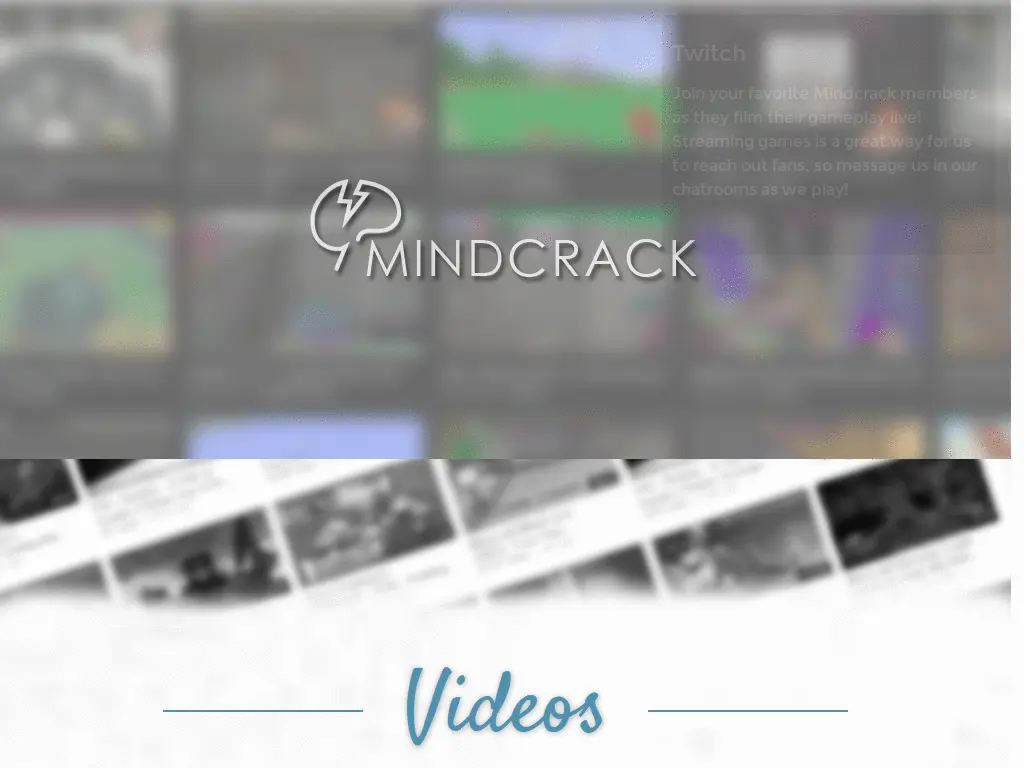 Twitch
Join your favorite Mindcrack members
as they film their gameplay live!
Streaming games is a great way for us
to reach out fans, so message us in our
chatrooms as we play!
MINDCRACK
Videos